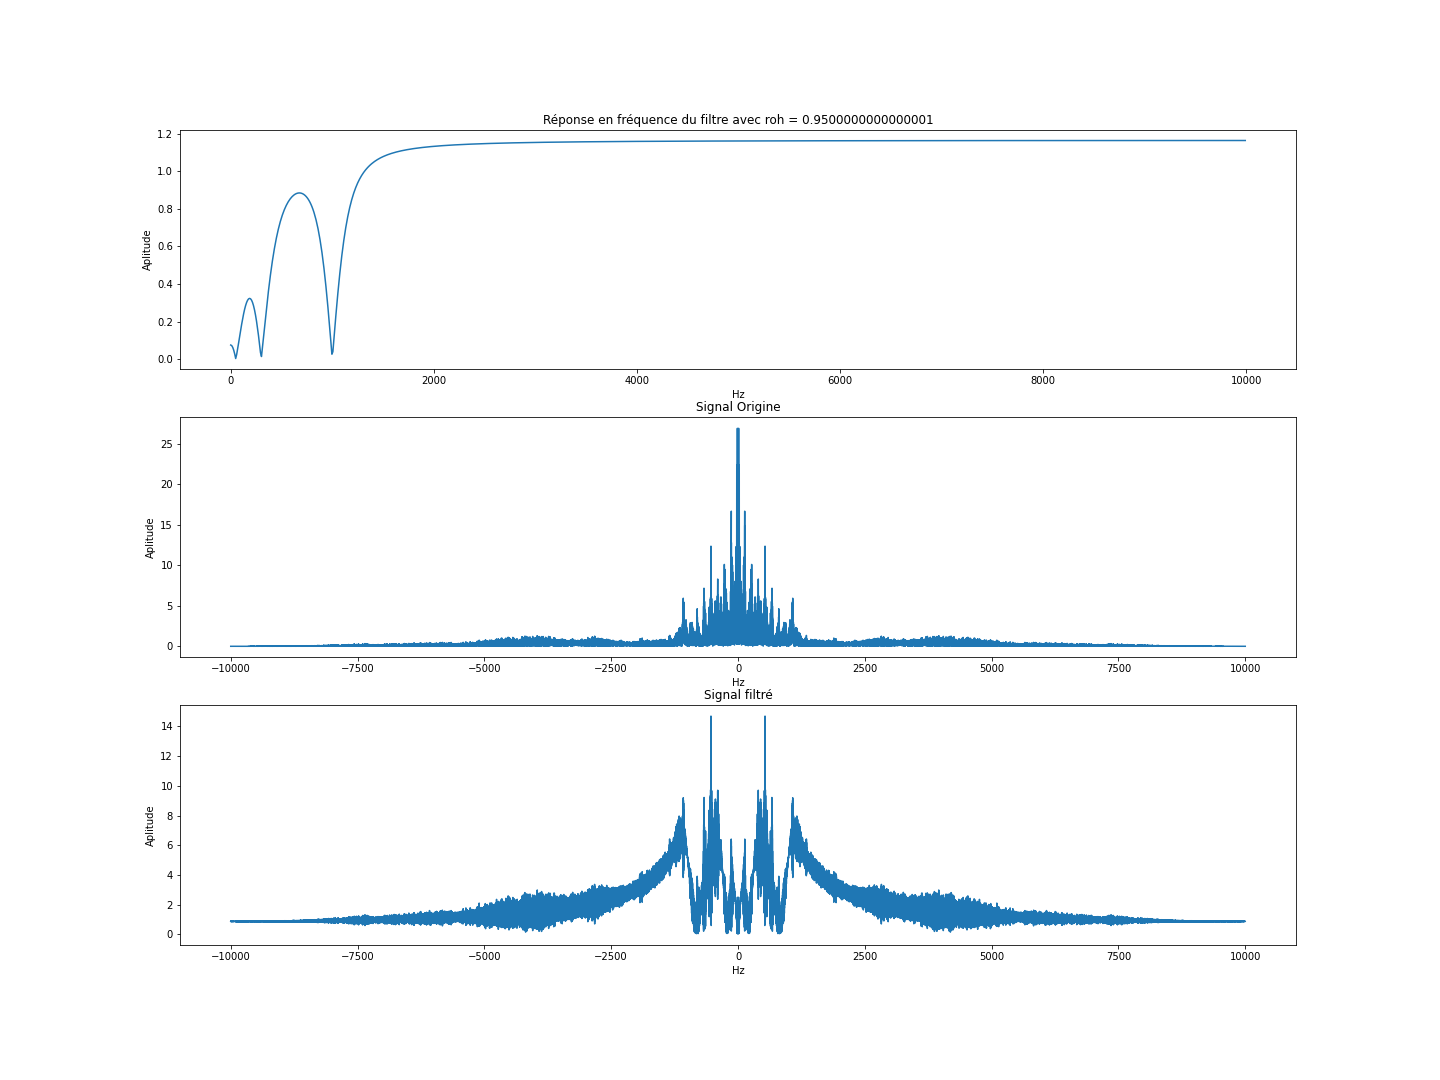 Réponse en fréquence du filtre avec roh = 0.9500000000000001
1.2
1.0
0.8
0.6
0.4
0.2
0.0
Aplitude
0 2000 4000 6000 8000 10000
Hz
Signal Origine
25
20
15
10
5
0
Aplitude
−10000 −7500 −5000 −2500 0 2500 5000 7500 10000
Hz
Signal filtré
14
12
10
8
6
4
2
0
Aplitude
−10000 −7500 −5000 −2500 0 2500 5000 7500 10000
Hz